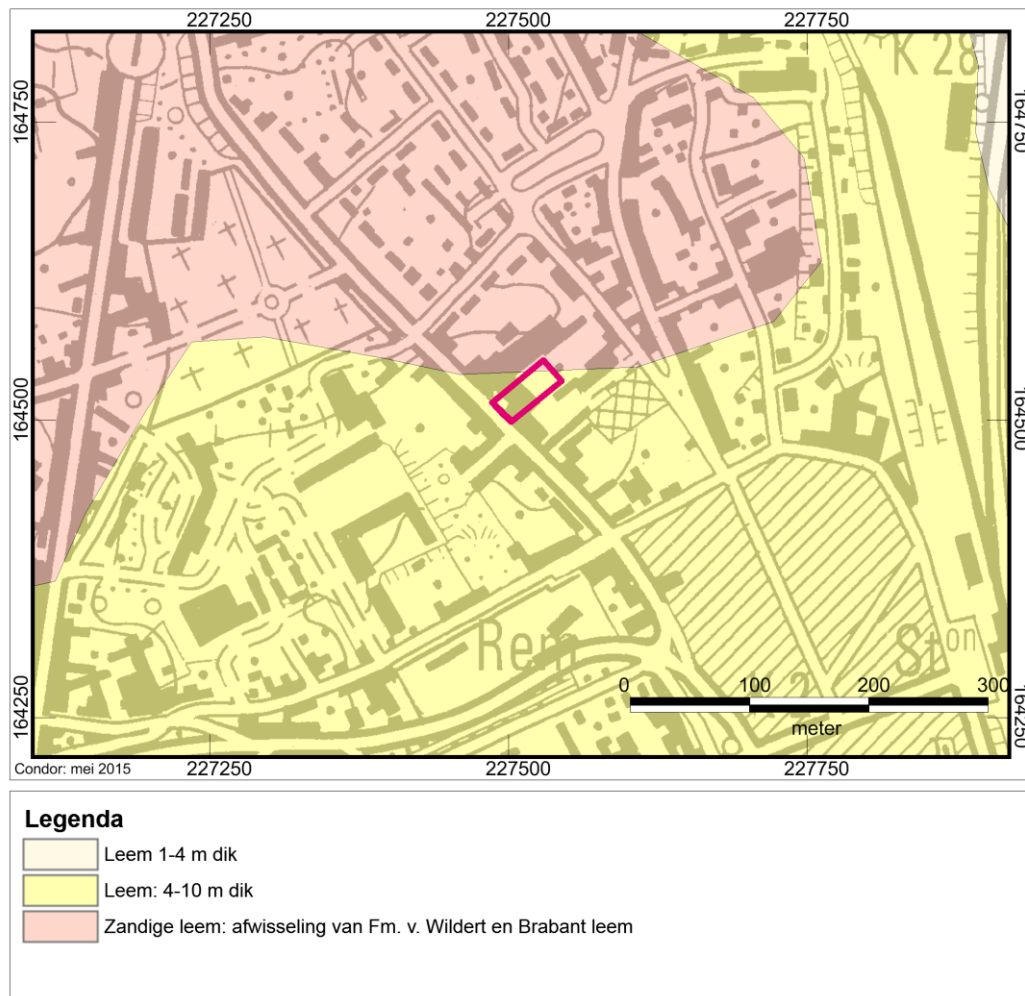 227250 227500 227750
K 28
164750 164750
164500 164500
Rem
Ston
2
0 100 200 300
meter
164250 164250
Condor: mei 2015
227250 227500 227750
Legenda
Leem 1-4 m dik
Leem: 4-10 m dik
Zandige leem: afwisseling van Fm. v. Wildert en Brabant leem